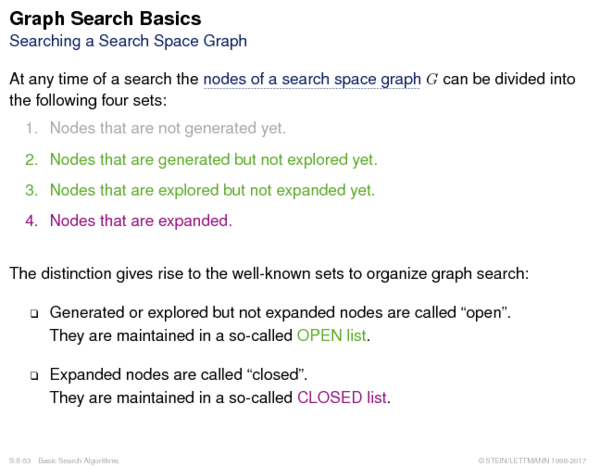 Graph Search Basics
Searching a Search Space Graph
At any time of a search the nodes of a search space graph G can be divided into
the following four sets:
1. Nodes that are not generated yet.
2. Nodes that are generated but not explored yet.
3. Nodes that are explored but not expanded yet.
4. Nodes that are expanded.
The distinction gives rise to the well-known sets to organize graph search:
❏ Generated or explored but not expanded nodes are called “open”.
They are maintained in a so-called OPEN list.
❏ Expanded nodes are called “closed”.
They are maintained in a so-called CLOSED list.
S:II-53 Basic Search Algorithms © STEIN/LETTMANN 1998-2017